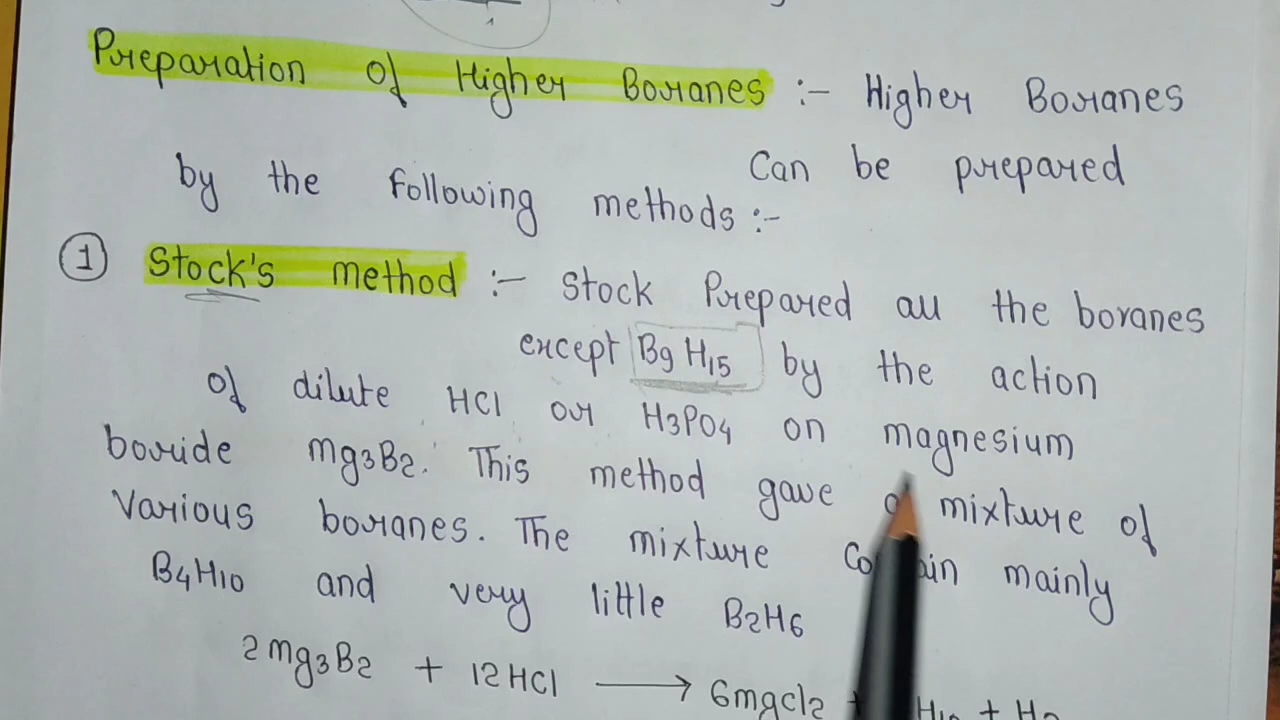 Preparation of Higher Boranes :- Higher Boranes
Can be prepared
by the following methods :-
① Stock's method :- Stock Prepared all the boranes
except B9H15 by the action
of dilute HCl or H3PO4 on magnesium
boride mg3B2. This method gave a mixture of
Various boranes. The mixture mainly
B4H10 and very little B2H6
2mg3B2 + 12HCl ⟶ 6mgcl2 + H10 + H2